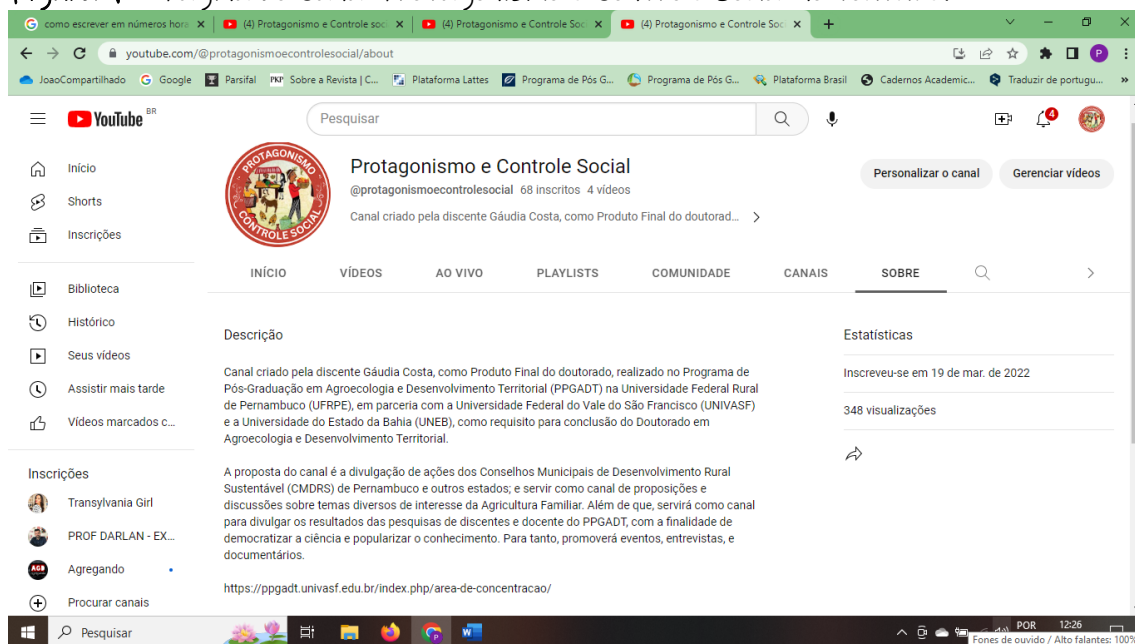 como escrever em números hora
(4) Protagonismo e Controle soci
(4) Protagonismo e Controle Soc
(4) Protagonismo e Controle Soc
youtube.com/@protagonismoecontrolesocial/about
JoaoCompartilhado Google Parsifal PKP Sobre a Revista | C... Plataforma Lattes Programa de Pós G... Programa de Pós G... Plataforma Brasil Cadernos Academic... Traduzir de portugu... »
P
YouTube BR
Pesquisar
4
Início
Shorts
Inscrições
Biblioteca
Histórico
Seus vídeos
Assistir mais tarde
Vídeos marcados c...
Inscrições
Transylvania Girl
PROF DARLAN - EX...
Agregando
Procurar canais
PROTAGONISMO
CONTROLE SOCIAL
Protagonismo e Controle Social
@protagonismoecontrolesocial 68 inscritos 4 vídeos
Canal criado pela discente Gáudia Costa, como Produto Final do doutorad...
Personalizar o canal
Gerenciar vídeos
INÍCIO VÍDEOS AO VIVO PLAYLISTS COMUNIDADE CANAIS SOBRE
Descrição
Canal criado pela discente Gáudia Costa, como Produto Final do doutorado, realizado no Programa de
Pós-Graduação em Agroecologia e Desenvolvimento Territorial (PPGADT) na Universidade Federal Rural
de Pernambuco (UFRPE), em parceria com a Universidade Federal do Vale do São Francisco (UNIVASF)
e a Universidade do Estado da Bahia (UNEB), como requisito para conclusão do Doutorado em
Agroecologia e Desenvolvimento Territorial.
A proposta do canal é a divulgação de ações dos Conselhos Municipais de Desenvolvimento Rural
Sustentável (CMDRS) de Pernambuco e outros estados; e servir como canal de proposições e
discussões sobre temas diversos de interesse da Agricultura Familiar. Além de que, servirá como canal
para divulgar os resultados das pesquisas de discentes e docente do PPGADT, com a finalidade de
democratizar a ciência e popularizar o conhecimento. Para tanto, promoverá eventos, entrevistas, e
documentários.
https://ppgadt.univasf.edu.br/index.php/area-de-concentracao/
Estatísticas
Inscreveu-se em 19 de mar. de 2022
348 visualizações
Pesquisar
POR
12:26
Fones de ouvido / Alto falantes: 100%